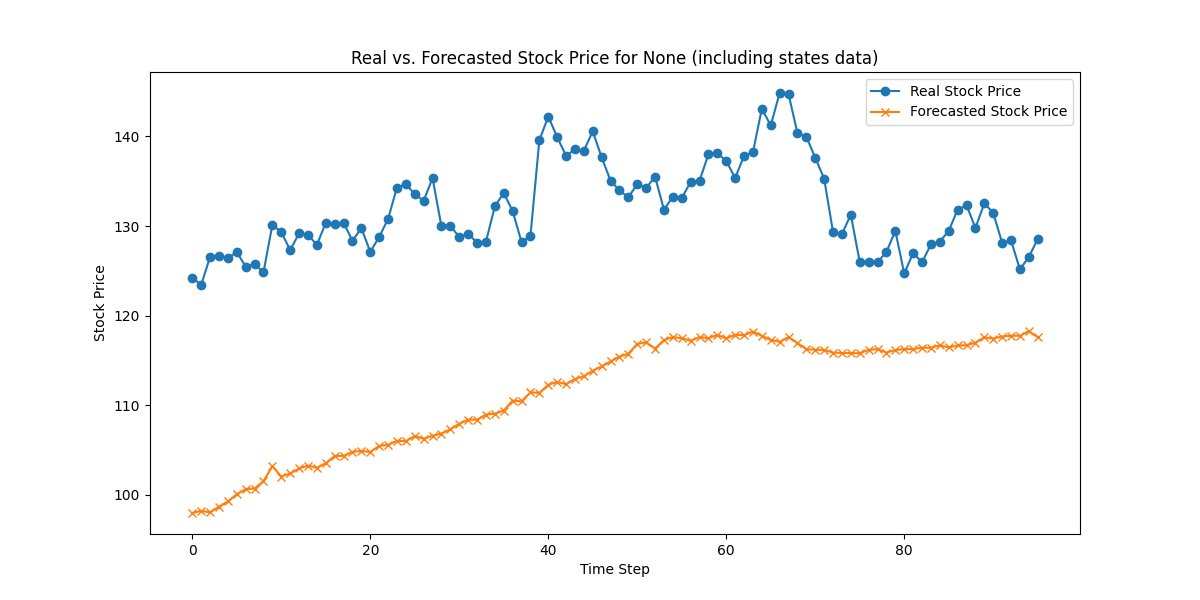 Real vs. Forecasted Stock Price for None (including states data)
Real Stock Price
Forecasted Stock Price
Stock Price
140
130
120
110
100
0 20 40 60 80
Time Step